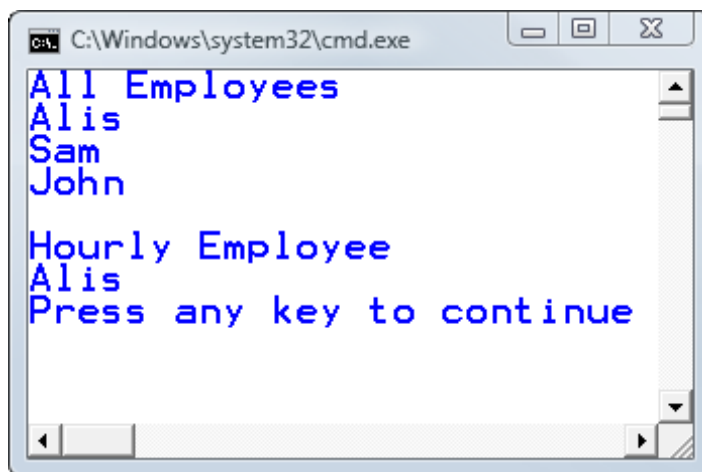 C:\Windows\system32\cmd.exe
All Employees
Alis
Sam
John
Hourly Employee
Alis
Press any key to continue